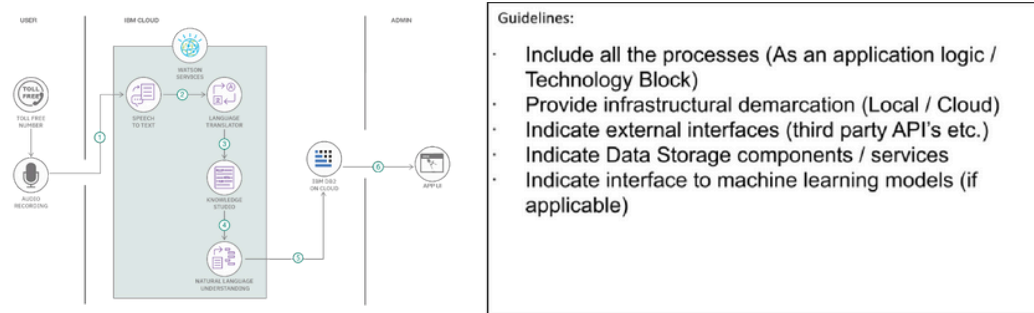 USER
IBM CLOUD
ADMIN
WATSON
SERVICES
TOLL
FREE
TOLL FREE
NUMBER
SPEECH
TO TEXT
2
LANGUAGE
TRANSLATOR
1
3
AUDIO
RECORDING
KNOWLEDGE
STUDIO
IBM DB2
ON CLOUD
6
APP UI
4
5
NATURAL LANGUAGE
UNDERSTANDING
Guidelines:
· Include all the processes (As an application logic /
Technology Block)
· Provide infrastructural demarcation (Local / Cloud)
· Indicate external interfaces (third party API's etc.)
· Indicate Data Storage components / services
· Indicate interface to machine learning models (if
applicable)